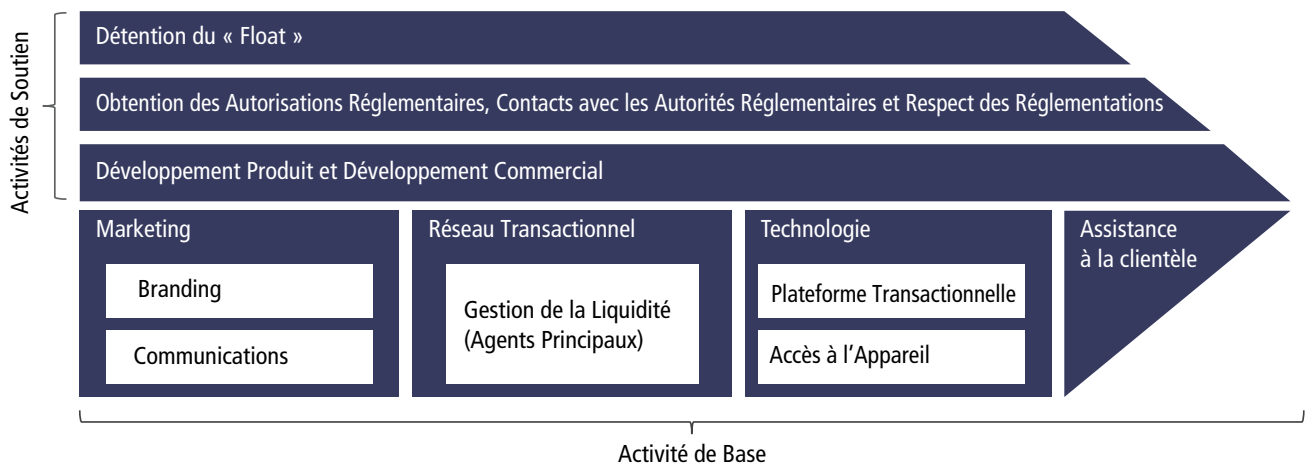 Activités de Soutien
Détention du « Float »
Obtention des Autorisations Réglementaires, Contacts avec les Autorités Réglementaires et Respect des Réglementations
Développement Produit et Développement Commercial
Marketing
Branding
Communications
Réseau Transactionnel
Gestion de la Liquidité
(Agents Principaux)
Technologie
Plateforme Transactionnelle
Accès à l’Appareil
Assistance
à la clientèle
Activité de Base